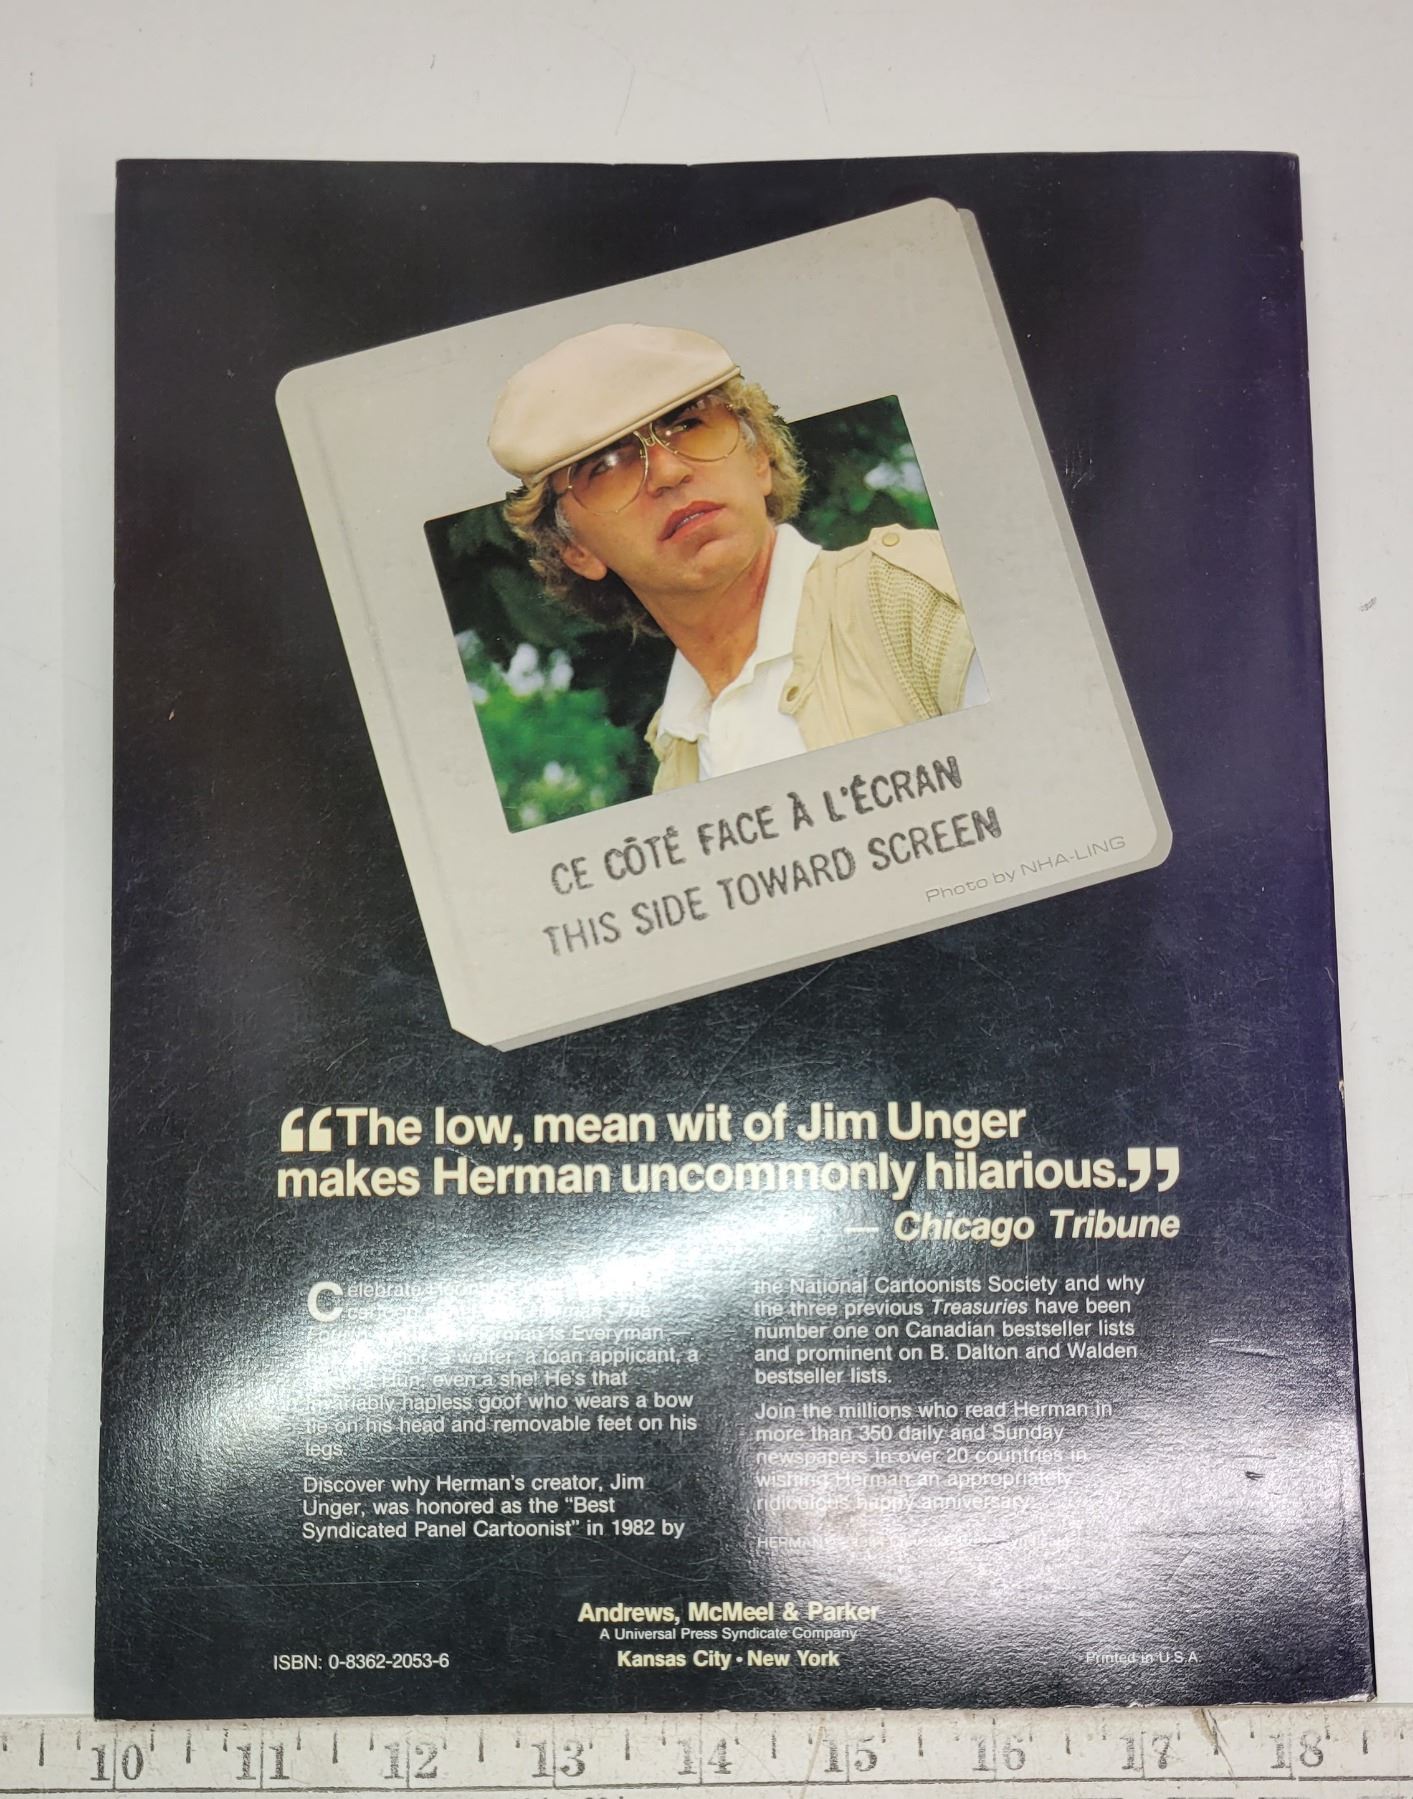 CE CÔTÉ FACE À L'ÉCRAN
THIS SIDE TOWARD SCREEN
Photo by NHA-LING
“The low, mean wit of Jim Unger
makes Herman uncommonly hilarious.”
— Chicago Tribune
Celebrate
The
is Everyman—
a waiter, a loan applicant, a
Hun, even a she! He's that
invariably hapless goof who wears a bow
tie on his head and removable feet on his
legs.
Discover why Herman's creator, Jim
Unger, was honored as the “Best
Syndicated Panel Cartoonist” in 1982 by
the National Cartoonists Society and why
the three previous Treasuries have been
number one on Canadian bestseller lists
and prominent on B. Dalton and Walden
bestseller lists.
Join the millions who read Herman in
more than 350 daily and Sunday
newspapers in over 20 countries in
wishing Herman an appropriately
ridiculous happy anniversary.
HERMAN
Andrews, McMeel & Parker
A Universal Press Syndicate Company
Kansas City • New York
ISBN: 0-8362-2053-6
Printed in U.S.A.
10 11 12 13 14 15 16 17 18